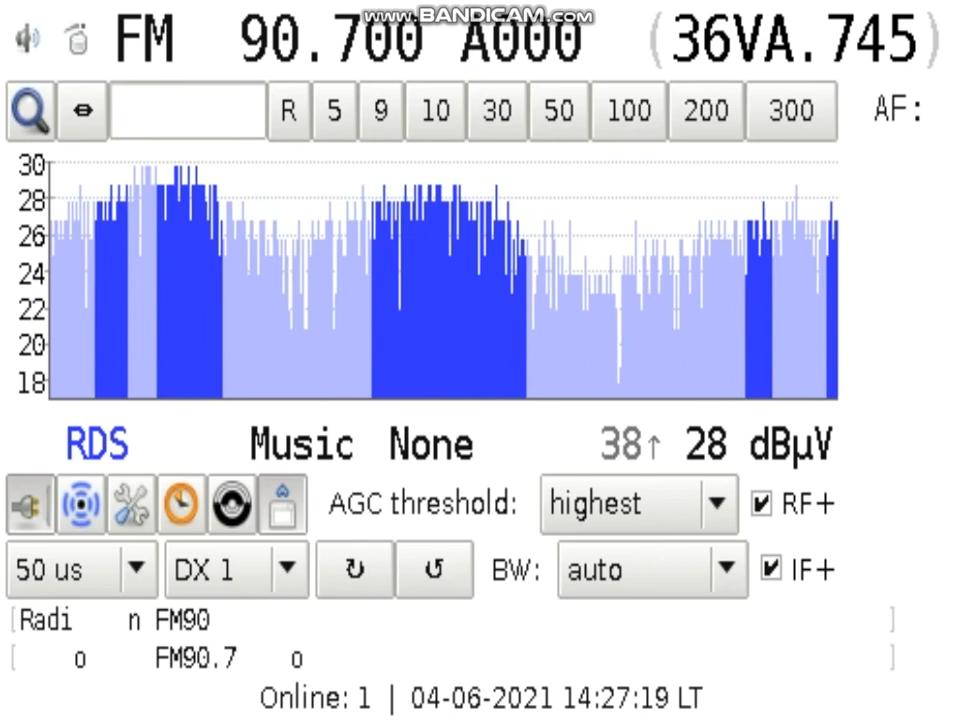 www.BANDICAM.com
FM 90.700 A000 (36VA.745)
R 5 9 10 30 50 100 200 300 AF:
30
28
26
24
22
20
18
RDS Music None 38↑ 28 dBµV
AGC threshold: highest RF+
50 us DX 1 ↻ ↺ BW: auto IF+
[Radi n FM90 ]
[ o FM90.7 o ]
Online: 1 | 04-06-2021 14:27:19 LT